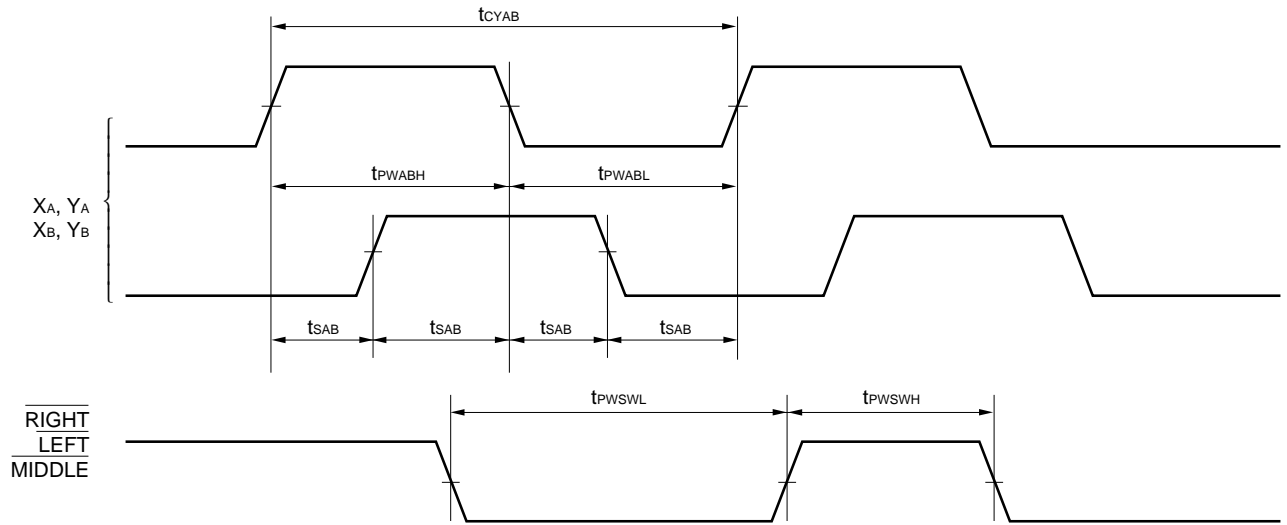 tCYAB
tPWABH
tPWABL
XA, YA
XB, YB
tSAB
tSAB
tSAB
tSAB
tPWSWL
tPWSWH
RIGHT
LEFT
MIDDLE